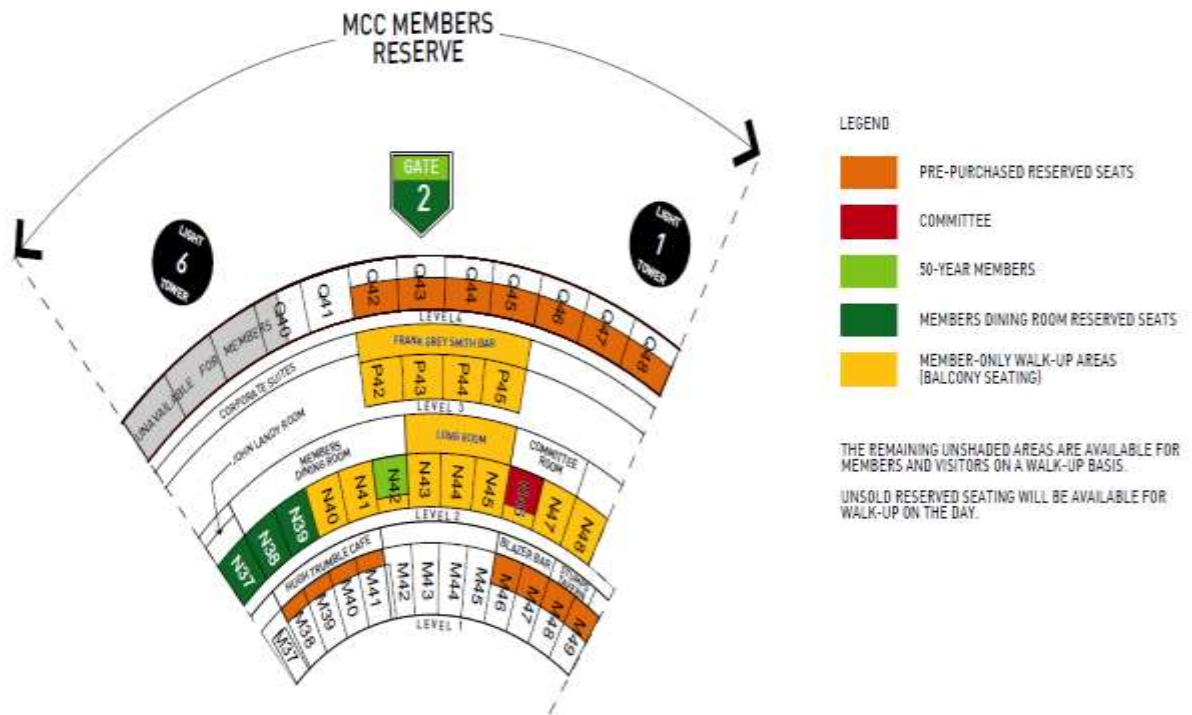 MCC MEMBERS
RESERVE
GATE
2
LIGHT
6
TOWER
LIGHT
1
TOWER
UNAVAILABLE FOR MEMBERS
Q40
Q41
Q42
Q43
Q44
Q45
Q46
Q47
Q48
LEVEL 4
CORPORATE SUITES
FRANK GREY SMITH BAR
P42
P43
P44
P45
LEVEL 3
JOHN LANDY ROOM
MEMBERS
DINING ROOM
LONG ROOM
COMMITTEE
ROOM
N37
N38
N39
N40
N41
N42
N43
N44
N45
N46
N47
N48
LEVEL 2
HUGH TRUMBLE CAFE
BLAZER BAR
M37
M38
M39
M40
M41
M42
M43
M44
M45
M46
M47
M48
M49
LEVEL 1
LEGEND
PRE-PURCHASED RESERVED SEATS
COMMITTEE
50-YEAR MEMBERS
MEMBERS DINING ROOM RESERVED SEATS
MEMBER-ONLY WALK-UP AREAS
(BALCONY SEATING)
THE REMAINING UNSHADED AREAS ARE AVAILABLE FOR
MEMBERS AND VISITORS ON A WALK-UP BASIS.
UNSOLD RESERVED SEATING WILL BE AVAILABLE FOR
WALK-UP ON THE DAY.